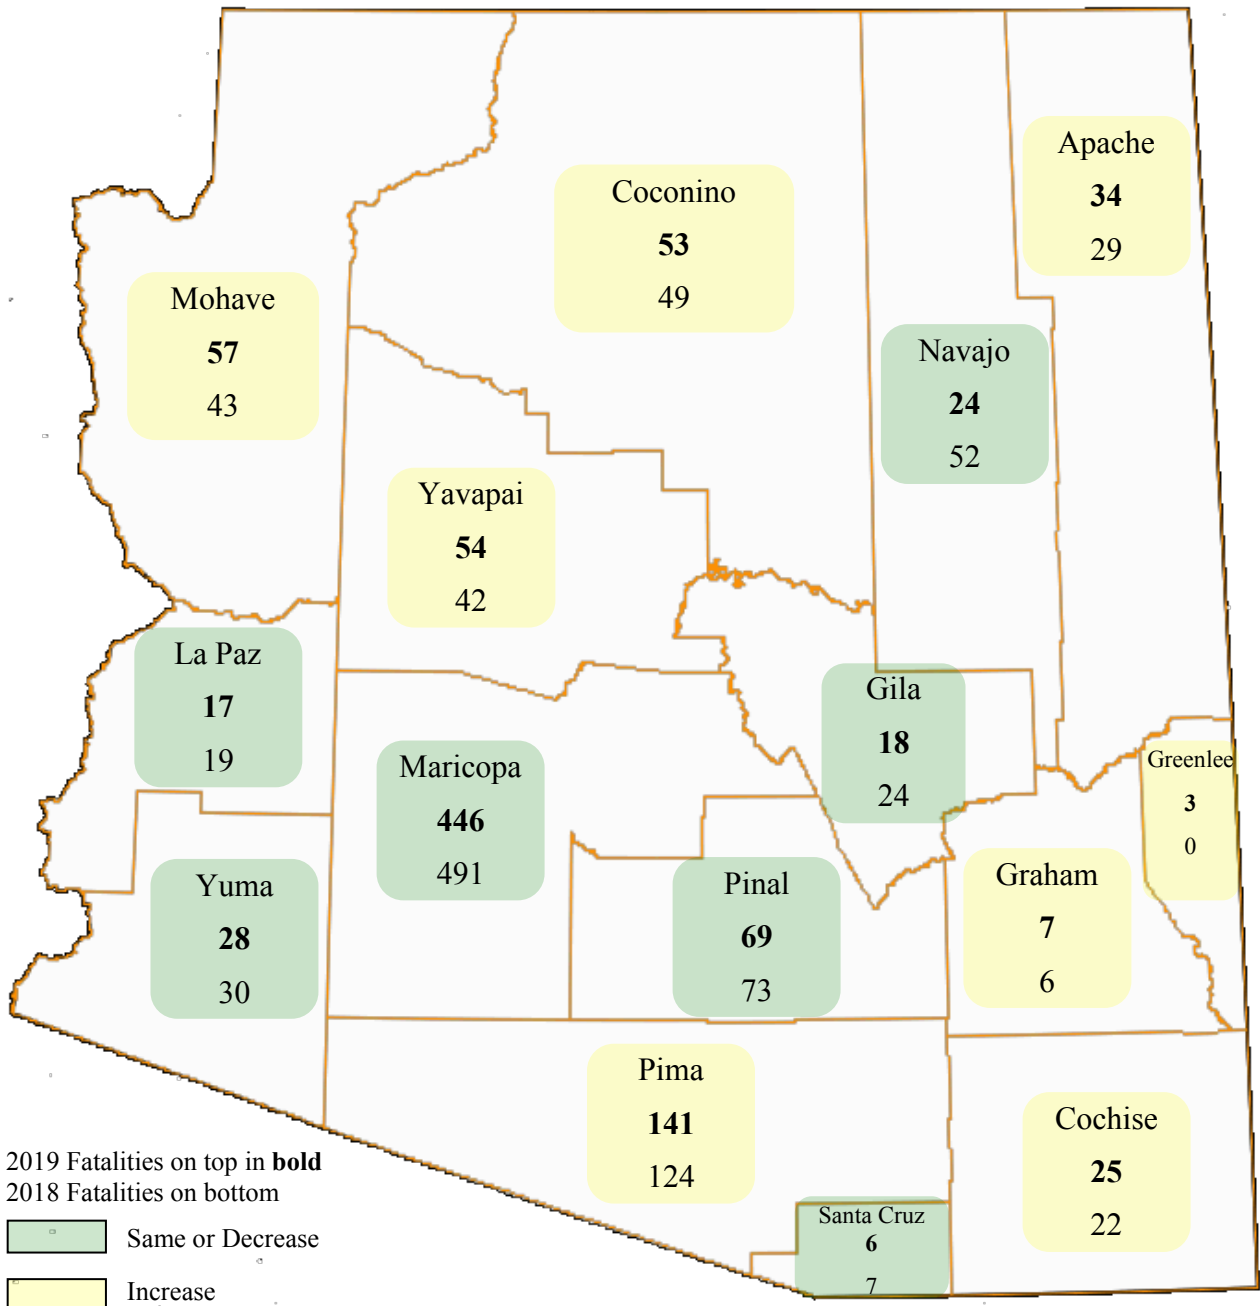 Apache
34
29
Coconino
53
49
Mohave
57
43
Navajo
24
52
Yavapai
54
42
La Paz
17
19
Gila
18
24
Maricopa
446
491
Greenlee
3
0
Yuma
28
30
Pinal
69
73
Graham
7
6
Pima
141
124
Cochise
25
22
Santa Cruz
6
7
2019 Fatalities on top in bold
2018 Fatalities on bottom
Same or Decrease
Increase